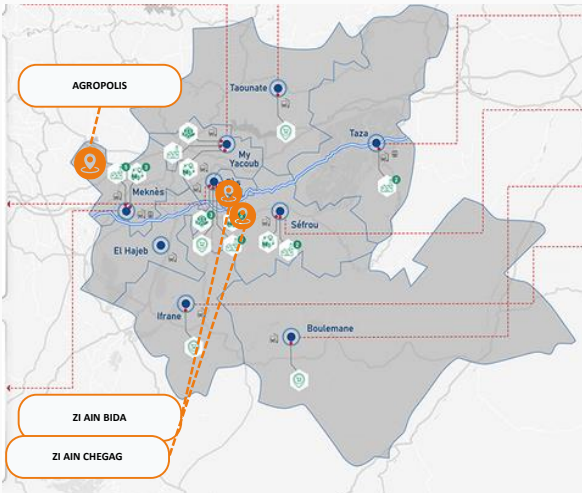 AGROPOLIS
Taounate
Taza
My
Yacoub
Meknès
Séfrou
El Hajeb
Ifrane
Boulemane
ZI AIN BIDA
ZI AIN CHEGAG